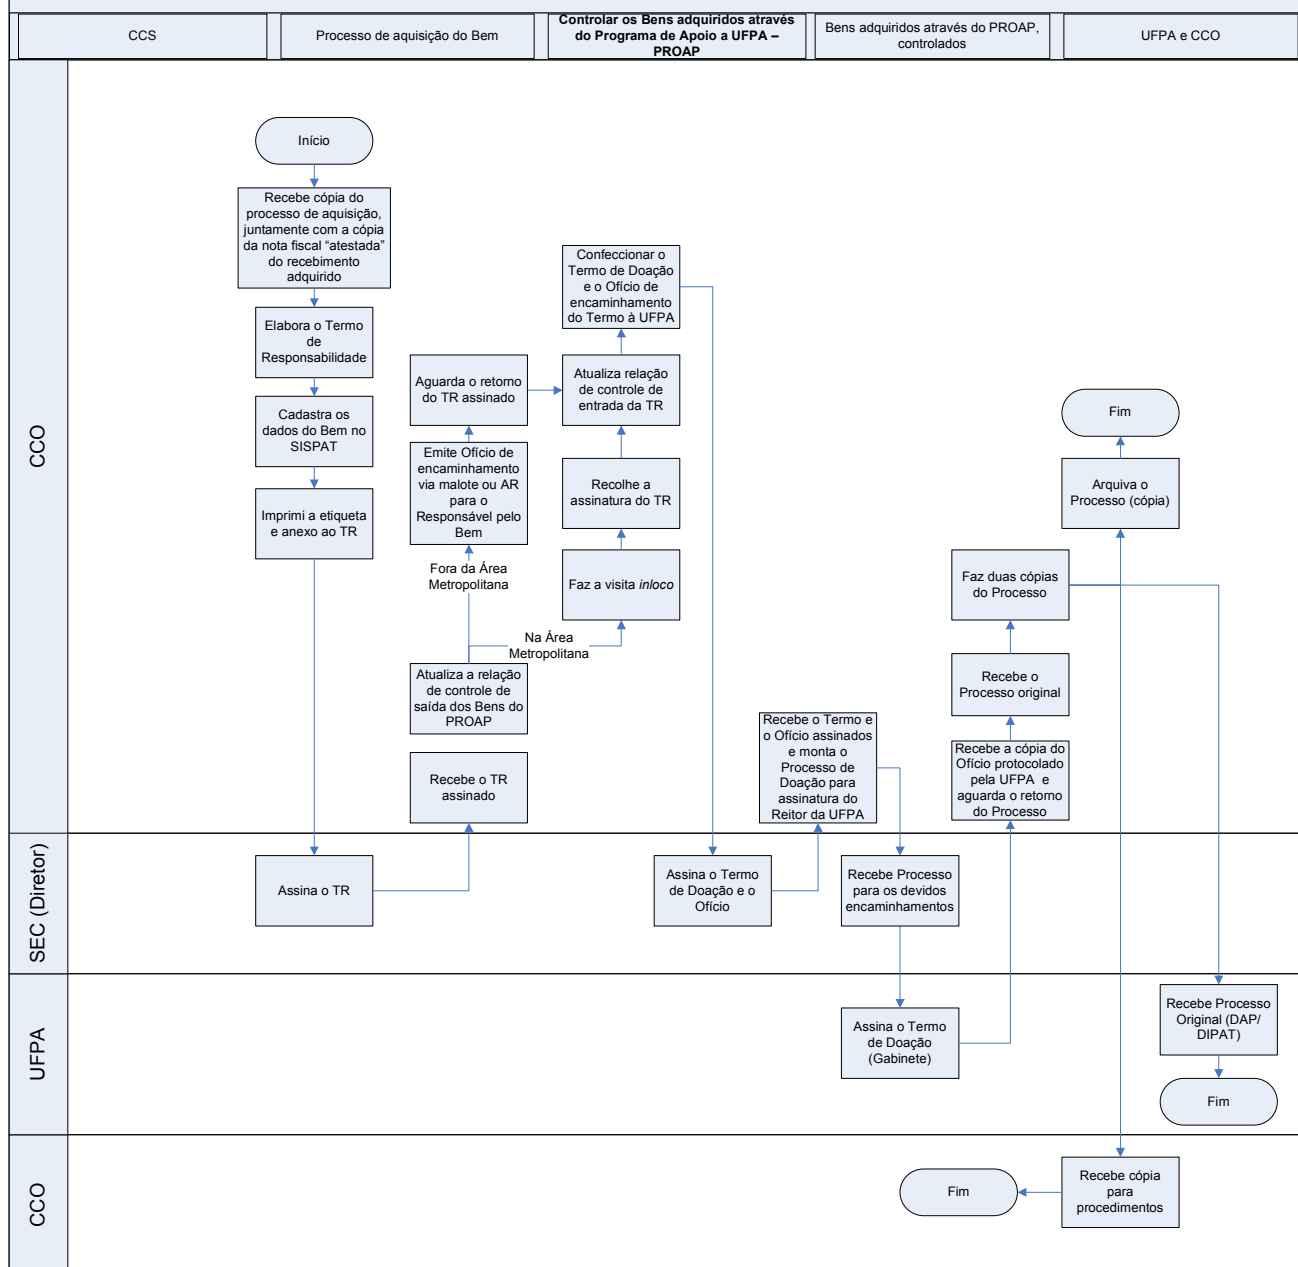 CCS
Processo de aquisição do Bem
Controlar os Bens adquiridos através
do Programa de Apoio a UFPA –
PROAP
Bens adquiridos através do PROAP,
controlados
UFPA e CCO
CCO
Início
Recebe cópia do
processo de aquisição,
juntamente com a cópia
da nota fiscal “atestada”
do recebimento
adquirido
Elabora o Termo
de
Responsabilidade
Cadastra os
dados do Bem no
SISPAT
Imprimi a etiqueta
e anexo ao TR
Aguarda o retorno
do TR assinado
Emite Ofício de
encaminhamento
via malote ou AR
para o
Responsável pelo
Bem
Fora da Área
Metropolitana
Na Área
Metropolitana
Atualiza a relação
de controle de
saída dos Bens do
PROAP
Recebe o TR
assinado
Confeccionar o
Termo de Doação
e o Ofício de
encaminhamento
do Termo à UFPA
Atualiza relação
de controle de
entrada da TR
Recolhe a
assinatura do TR
Faz a visita inloco
Recebe o Termo e
o Ofício assinados
e monta o
Processo de
Doação para
assinatura do
Reitor da UFPA
Faz duas cópias
do Processo
Recebe o
Processo original
Recebe a cópia do
Ofício protocolado
pela UFPA e
aguarda o retorno
do Processo
Fim
Arquiva o
Processo (cópia)
SEC (Diretor)
Assina o TR
Assina o Termo
de Doação e o
Ofício
Recebe Processo
para os devidos
encaminhamentos
UFPA
Assina o Termo
de Doação
(Gabinete)
Recebe Processo
Original (DAP/
DIPAT)
Fim
CCO
Fim
Recebe cópia
para
procedimentos